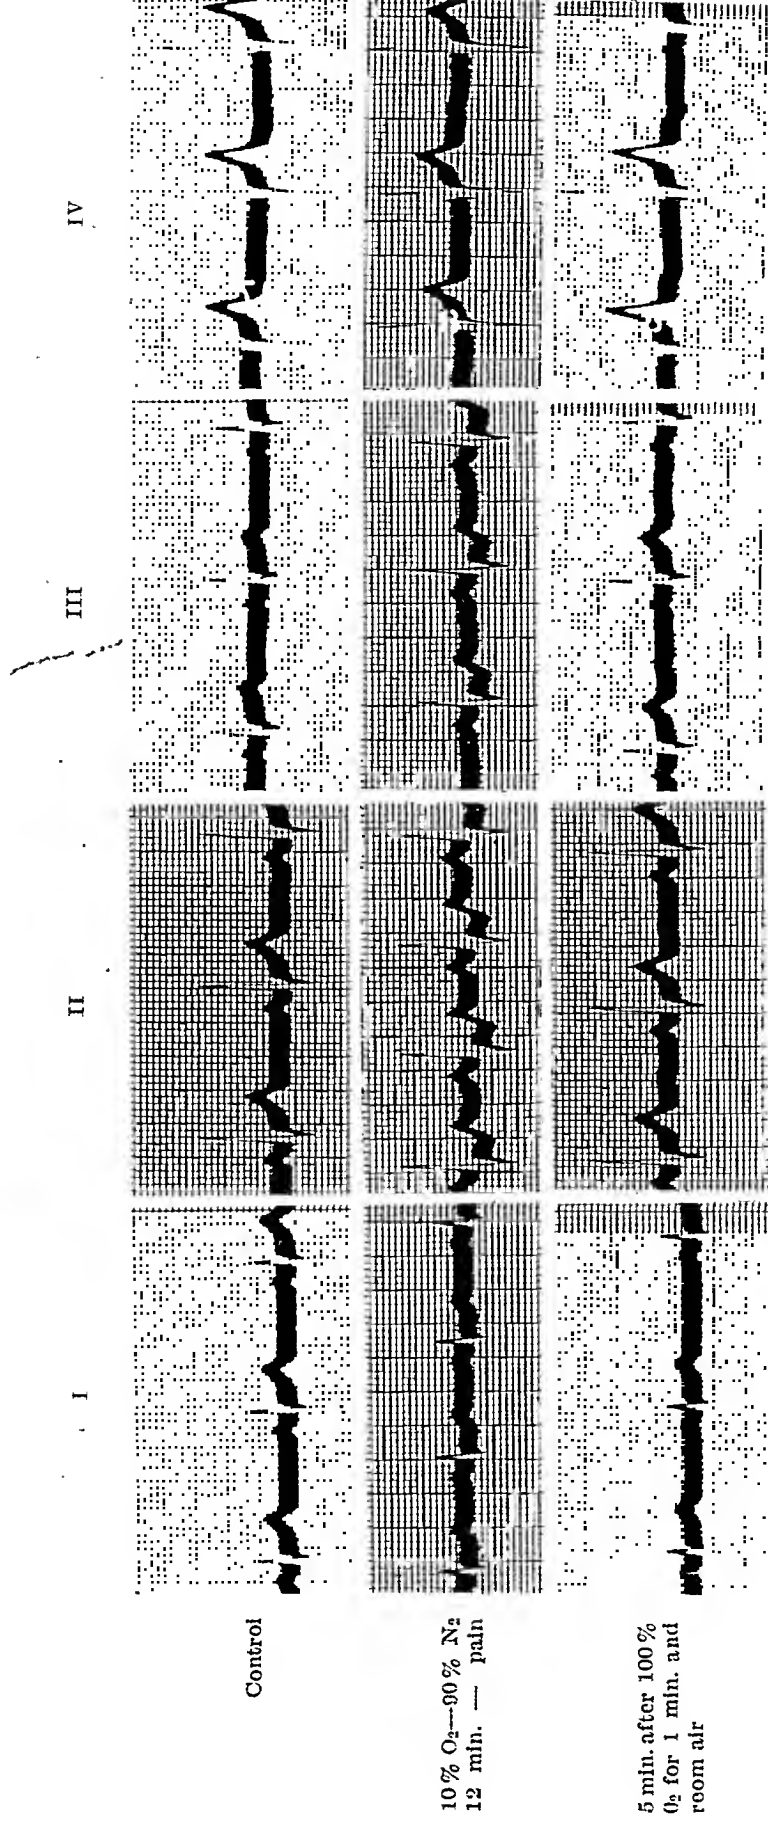 I II III IV
Control
10% O₂—90% N₂
12 min. — pain
5 min. after 100%
O₂ for 1 min. and
room air